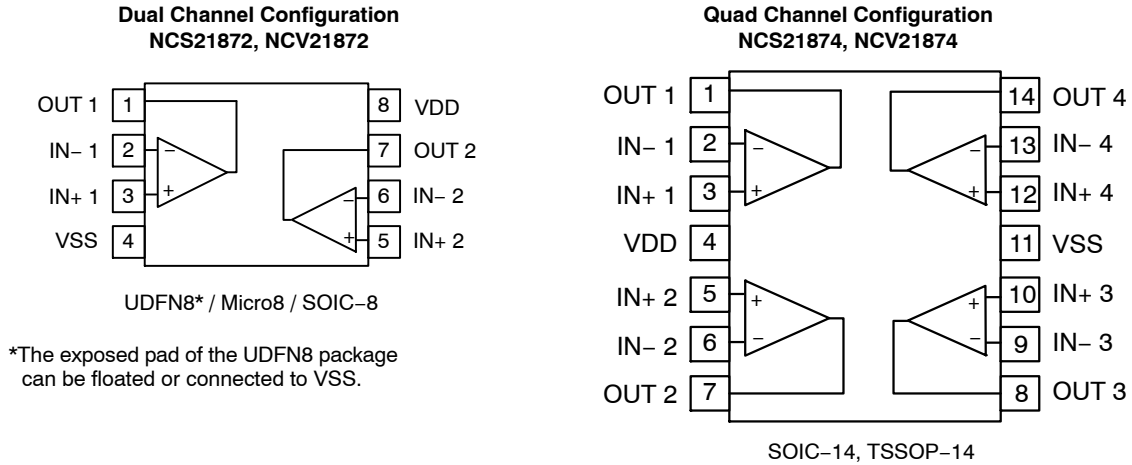 Dual Channel Configuration
NCS21872, NCV21872
OUT 1 1
IN− 1 2
IN+ 1 3
VSS 4
8 VDD
7 OUT 2
6 IN− 2
5 IN+ 2
−
+
−
+
UDFN8* / Micro8 / SOIC−8
*The exposed pad of the UDFN8 package
can be floated or connected to VSS.
Quad Channel Configuration
NCS21874, NCV21874
OUT 1 1
IN− 1 2
IN+ 1 3
VDD 4
IN+ 2 5
IN− 2 6
OUT 2 7
14 OUT 4
13 IN− 4
12 IN+ 4
11 VSS
10 IN+ 3
9 IN− 3
8 OUT 3
−
+
−
+
+
−
+
−
SOIC−14, TSSOP−14